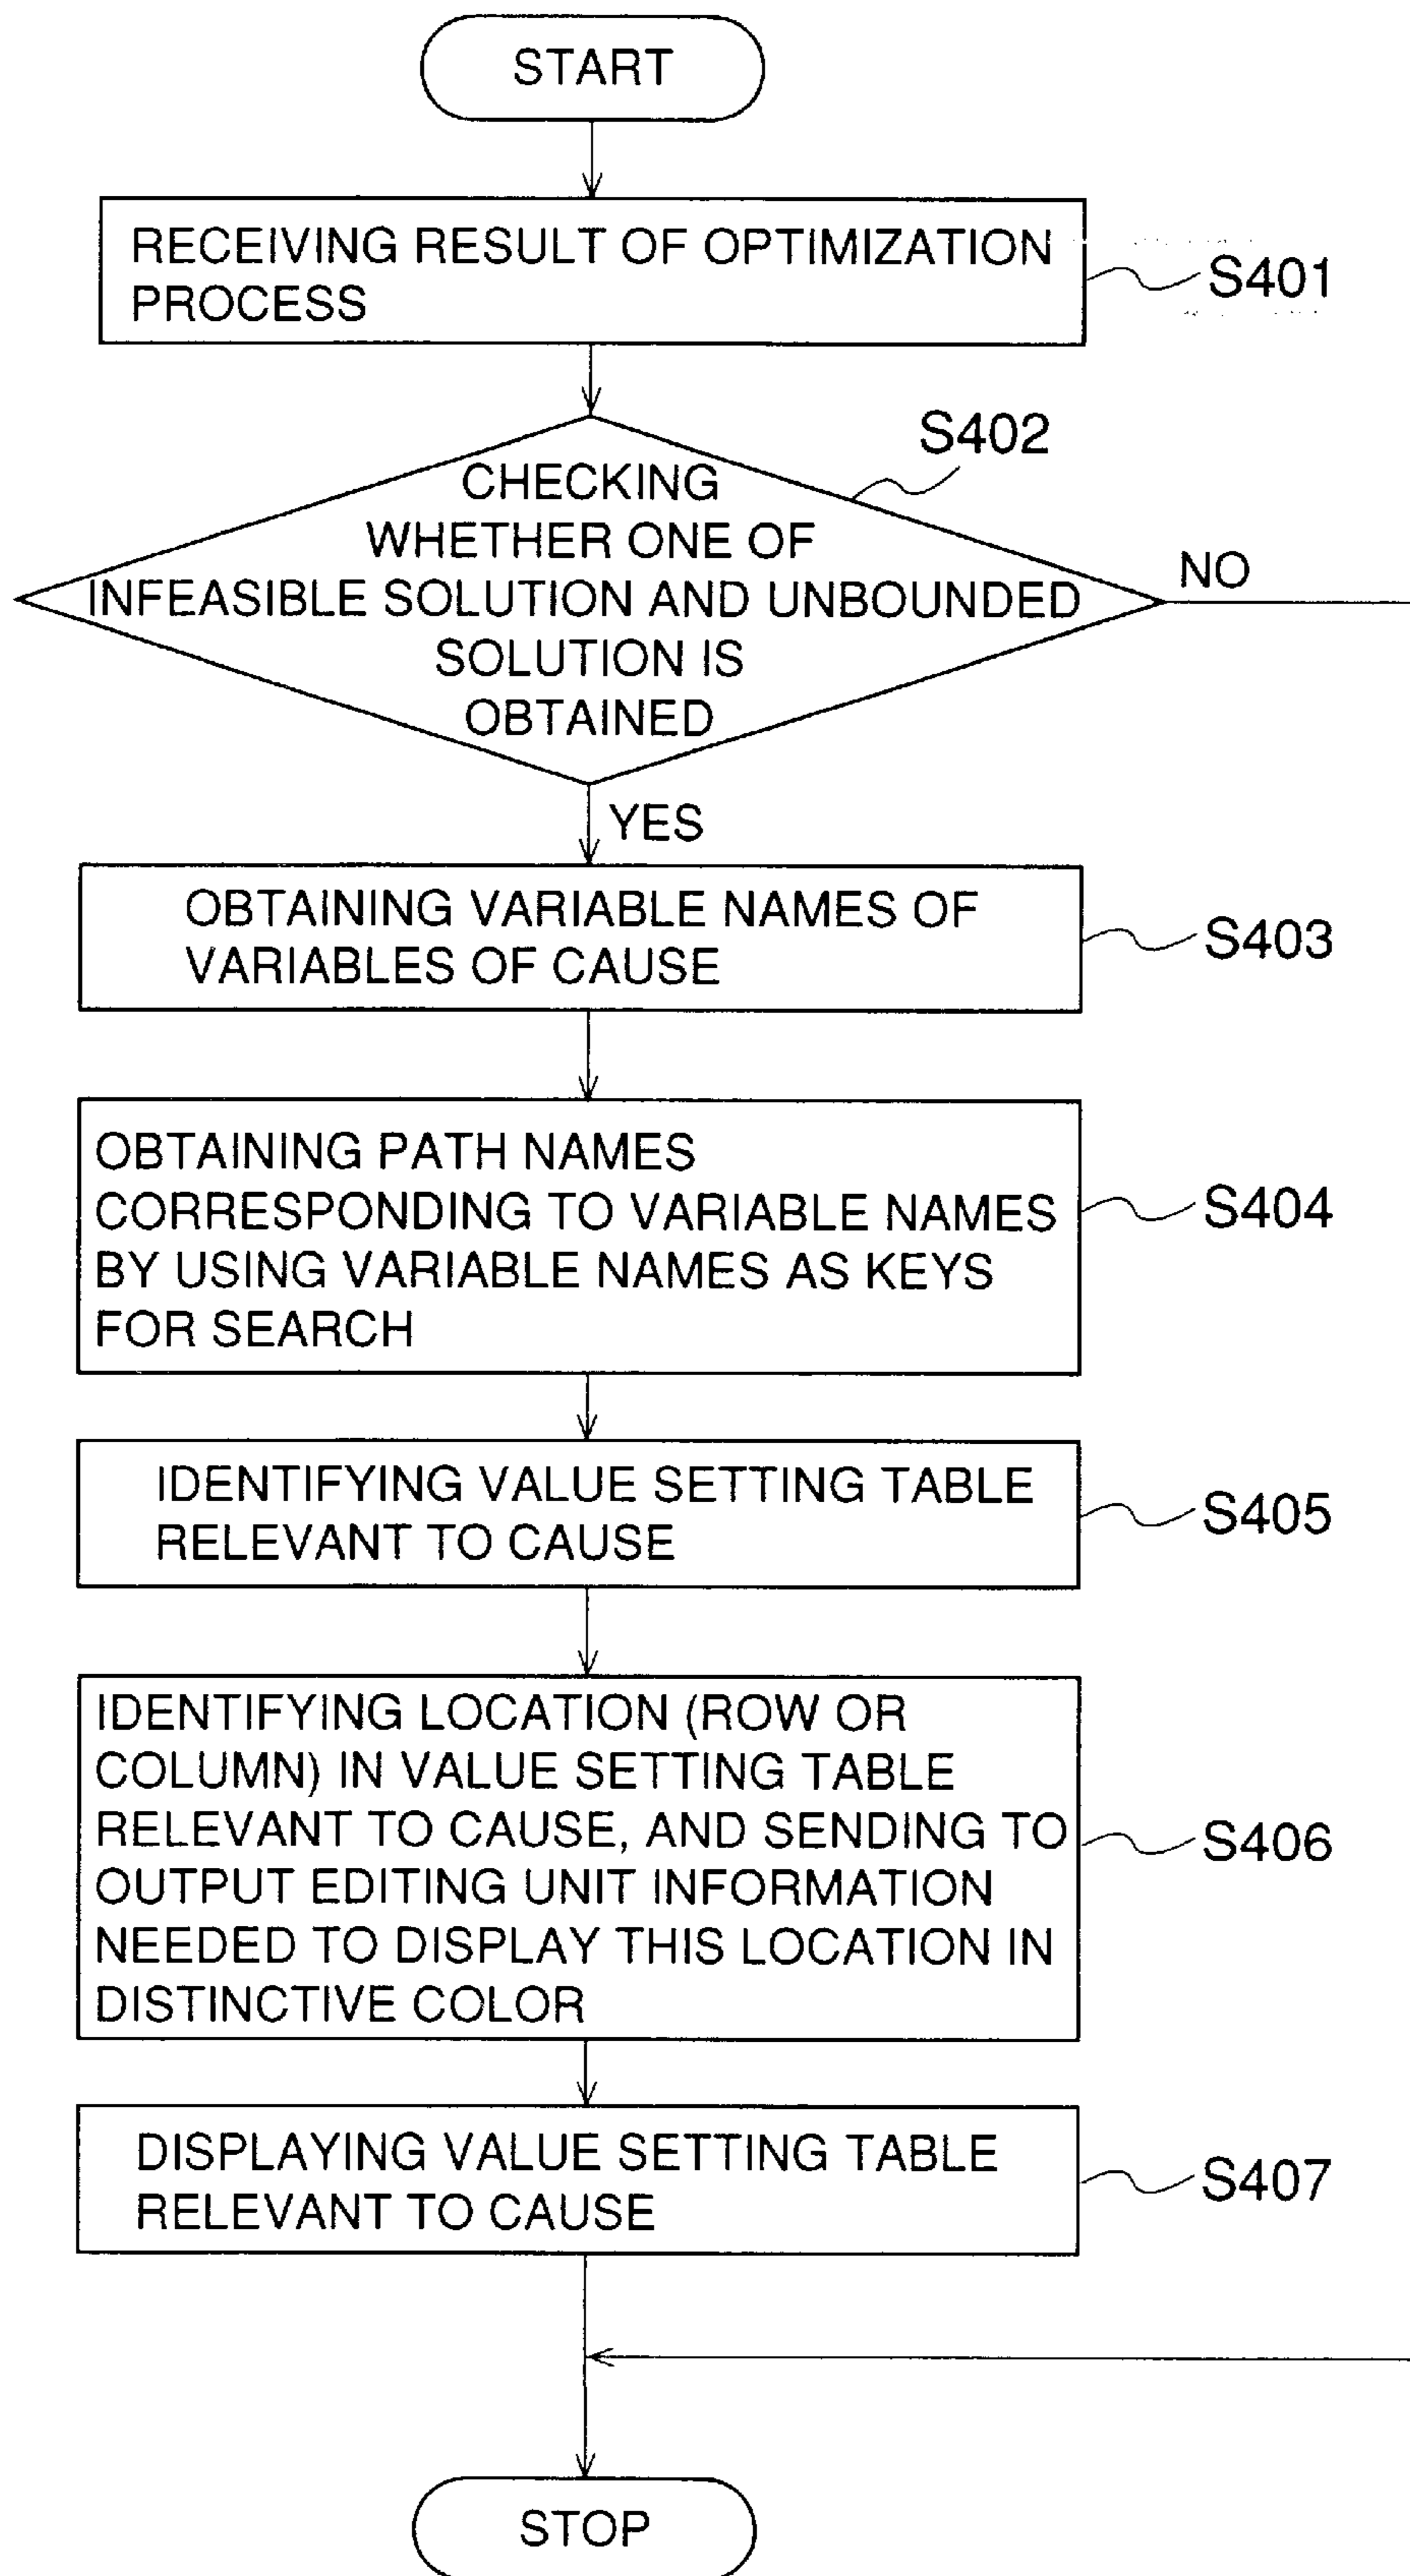 START
RECEIVING RESULT OF OPTIMIZATION
PROCESS
S401
S402
CHECKING
WHETHER ONE OF
INFEASIBLE SOLUTION AND UNBOUNDED
SOLUTION IS
OBTAINED
NO
YES
OBTAINING VARIABLE NAMES OF
VARIABLES OF CAUSE
S403
OBTAINING PATH NAMES
CORRESPONDING TO VARIABLE NAMES
BY USING VARIABLE NAMES AS KEYS
FOR SEARCH
S404
IDENTIFYING VALUE SETTING TABLE
RELEVANT TO CAUSE
S405
IDENTIFYING LOCATION (ROW OR
COLUMN) IN VALUE SETTING TABLE
RELEVANT TO CAUSE, AND SENDING TO
OUTPUT EDITING UNIT INFORMATION
NEEDED TO DISPLAY THIS LOCATION IN
DISTINCTIVE COLOR
S406
DISPLAYING VALUE SETTING TABLE
RELEVANT TO CAUSE
S407
STOP